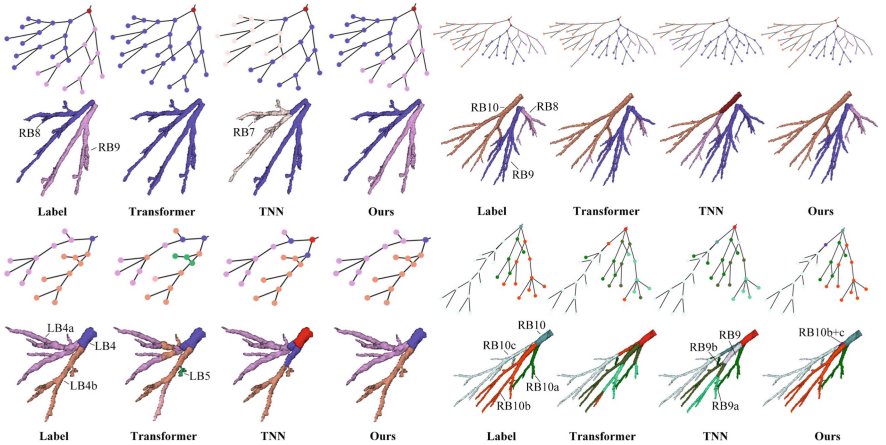 RB8
RB7
RB9
Label Transformer TNN Ours
RB10
RB8
RB9
Label Transformer TNN Ours
LB4a
LB4
LB5
LB4b
Label Transformer TNN Ours
RB10
RB10c
RB10a
RB10b
RB9
RB9b
RB9a
RB10b+c
Label Transformer TNN Ours